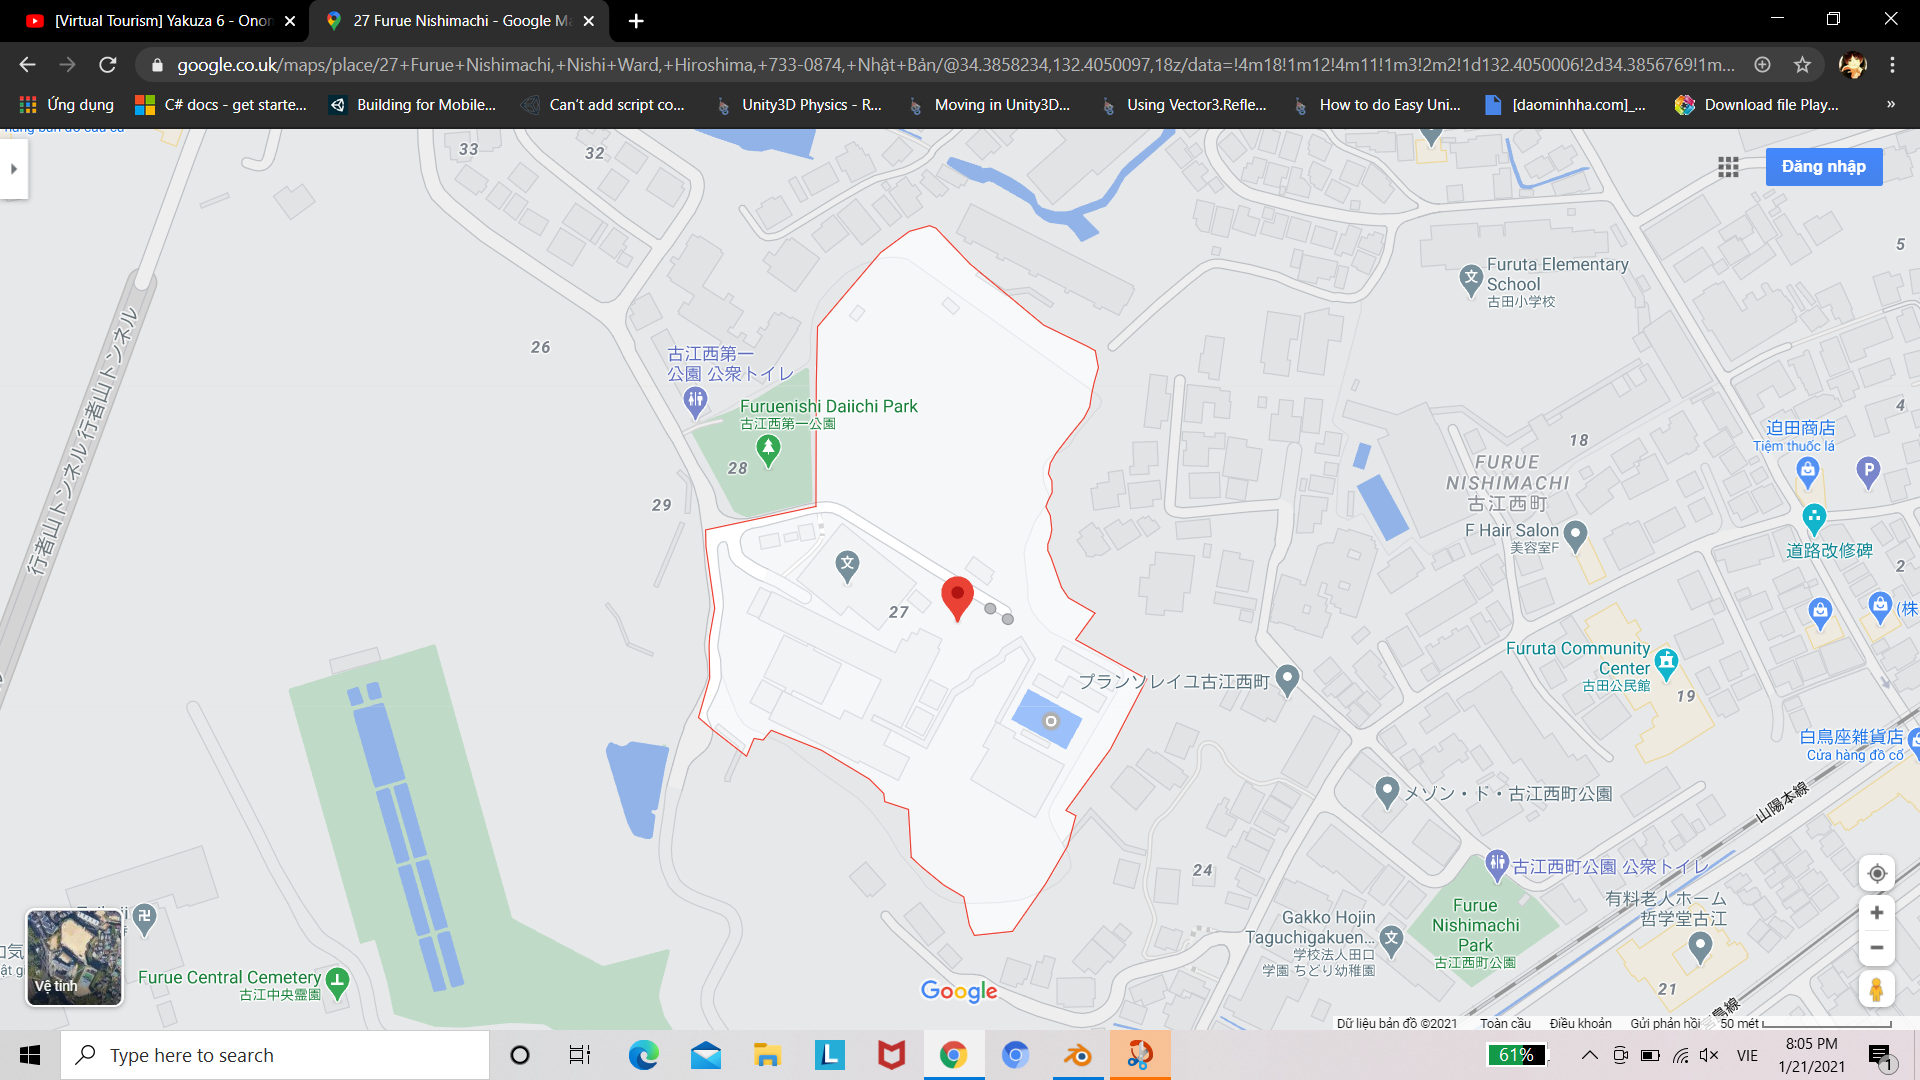 [Virtual Tourism] Yakuza 6 - Onon
27 Furue Nishimachi - Google Ma
google.co.uk/maps/place/27+Furue+Nishimachi,+Nishi+Ward,+Hiroshima,+733-0874,+Nhật+Bản/@34.3858234,132.4050097,18z/data=!4m18!1m12!4m11!1m3!2m2!1d132.4050006!2d34.3856769!1m...
Ứng dụng
C# docs - get starte...
Building for Mobile...
Can't add script co...
Unity3D Physics - R...
Moving in Unity3D...
Using Vector3.Refle...
How to do Easy Uni...
[daominhha.com]_...
Download file Play...
»
33
32
Đăng nhập
5
Furuta Elementary
School
古田小学校
26
古江西第一
公園 公衆トイレ
行者山トンネル
行者山トンネル
Furuenishi Daiichi Park
古江西第一公園
4
迫田商店
Tiệm thuốc lá
18
28
FURUE
NISHIMACHI
古江西町
P
29
F Hair Salon
美容室F
道路改修碑
文
2
27
(株
Furuta Community
Center
古田公民館
プランソレイユ古江西町
19
白鳥座雑貨店
Cửa hàng đồ cổ
メゾン・ド・古江西町公園
山陽本線
24
古江西町公園 公衆トイレ
有料老人ホーム
哲学堂古江
Furue
Nishimachi
Park
古江西町公園
Gakko Hojin
Taguchigakuen...
学校法人田口
学園 ちどり幼稚園
Vệ tinh
Furue Central Cemetery
古江中央霊園
21
Google
Dữ liệu bản đồ ©2021
Toàn cầu
Điều khoản
Gửi phản hồi
50 mét
Type here to search
61%
VIE
8:05 PM
1/21/2021
1